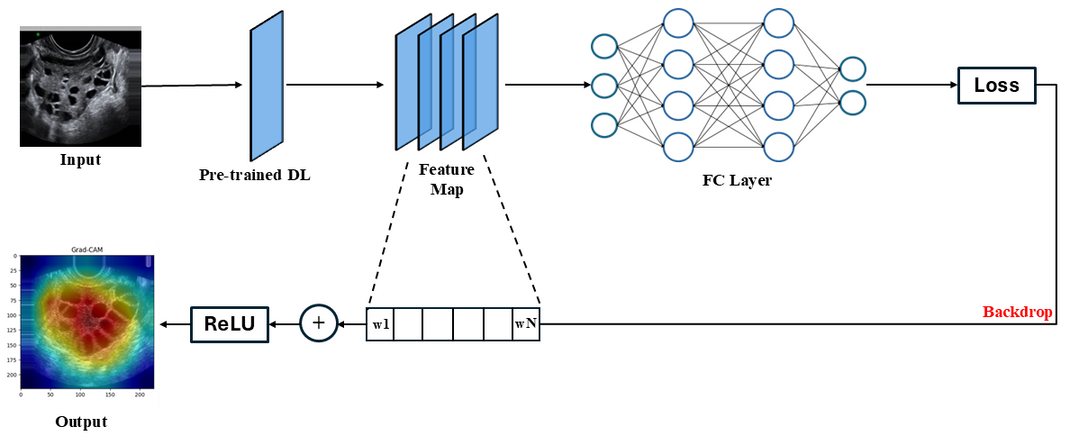 Input
Pre-trained DL
Feature
Map
FC Layer
Loss
Backdrop
w1
wN
+
ReLU
Grad-CAM
0
25
50
75
100
125
150
175
200
0
50
100
150
200
Output